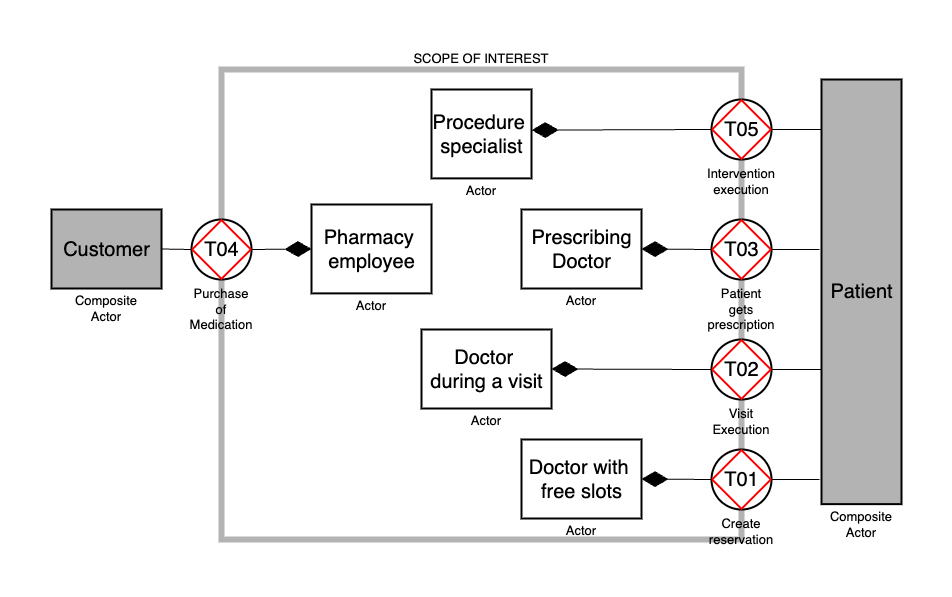 SCOPE OF INTEREST
Procedure
specialist
Actor
T05
Intervention
execution
Customer
Composite
Actor
T04
Purchase
of
Medication
Pharmacy
employee
Actor
Prescribing
Doctor
Actor
T03
Patient
gets
prescription
Patient
Composite
Actor
Doctor
during a visit
Actor
T02
Visit
Execution
Doctor with
free slots
Actor
T01
Create
reservation